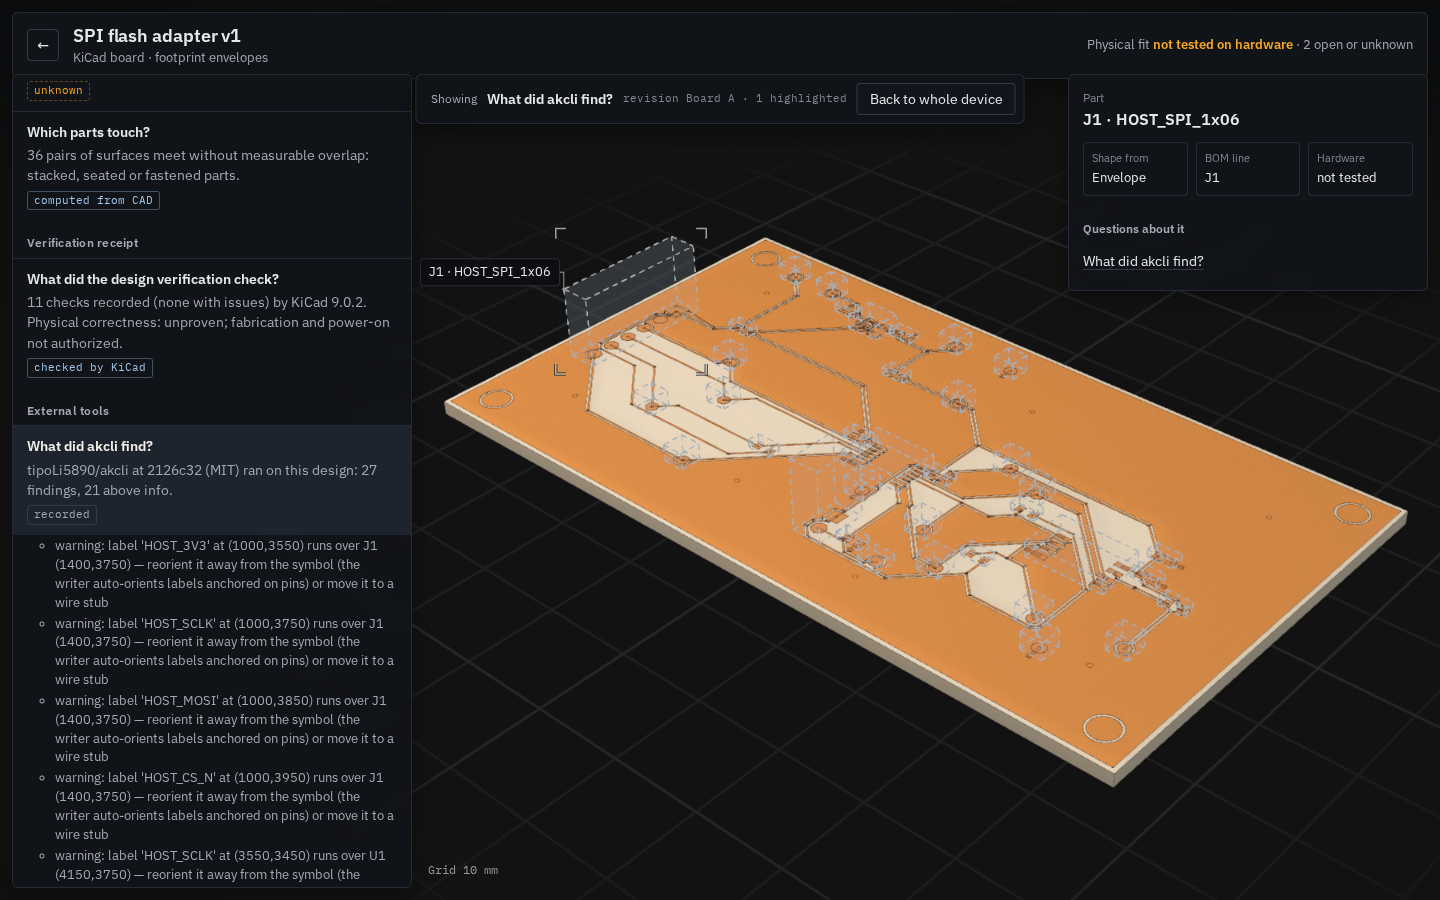 ←
SPI flash adapter v1
KiCad board · footprint envelopes
Physical fit not tested on hardware · 2 open or unknown
unknown
Which parts touch?
36 pairs of surfaces meet without measurable overlap:
stacked, seated or fastened parts.
computed from CAD
Verification receipt
What did the design verification check?
11 checks recorded (none with issues) by KiCad 9.0.2.
Physical correctness: unproven; fabrication and power-on
not authorized.
checked by KiCad
External tools
What did akcli find?
tipoLi5890/akcli at 2126c32 (MIT) ran on this design: 27
findings, 21 above info.
recorded
warning: label 'HOST_3V3' at (1000,3550) runs over J1
(1400,3750) — reorient it away from the symbol (the
writer auto-orients labels anchored on pins) or move it to a
wire stub
warning: label 'HOST_SCLK' at (1000,3750) runs over J1
(1400,3750) — reorient it away from the symbol (the
writer auto-orients labels anchored on pins) or move it to a
wire stub
warning: label 'HOST_MOSI' at (1000,3850) runs over J1
(1400,3750) — reorient it away from the symbol (the
writer auto-orients labels anchored on pins) or move it to a
wire stub
warning: label 'HOST_CS_N' at (1000,3950) runs over J1
(1400,3750) — reorient it away from the symbol (the
writer auto-orients labels anchored on pins) or move it to a
wire stub
warning: label 'HOST_SCLK' at (3550,3450) runs over U1
(4150,3750) — reorient it away from the symbol (the
Showing What did akcli find? revision Board A · 1 highlighted Back to whole device
J1 · HOST_SPI_1x06
Grid 10 mm
Part
J1 · HOST_SPI_1x06
Shape from
Envelope
BOM line
J1
Hardware
not tested
Questions about it
What did akcli find?